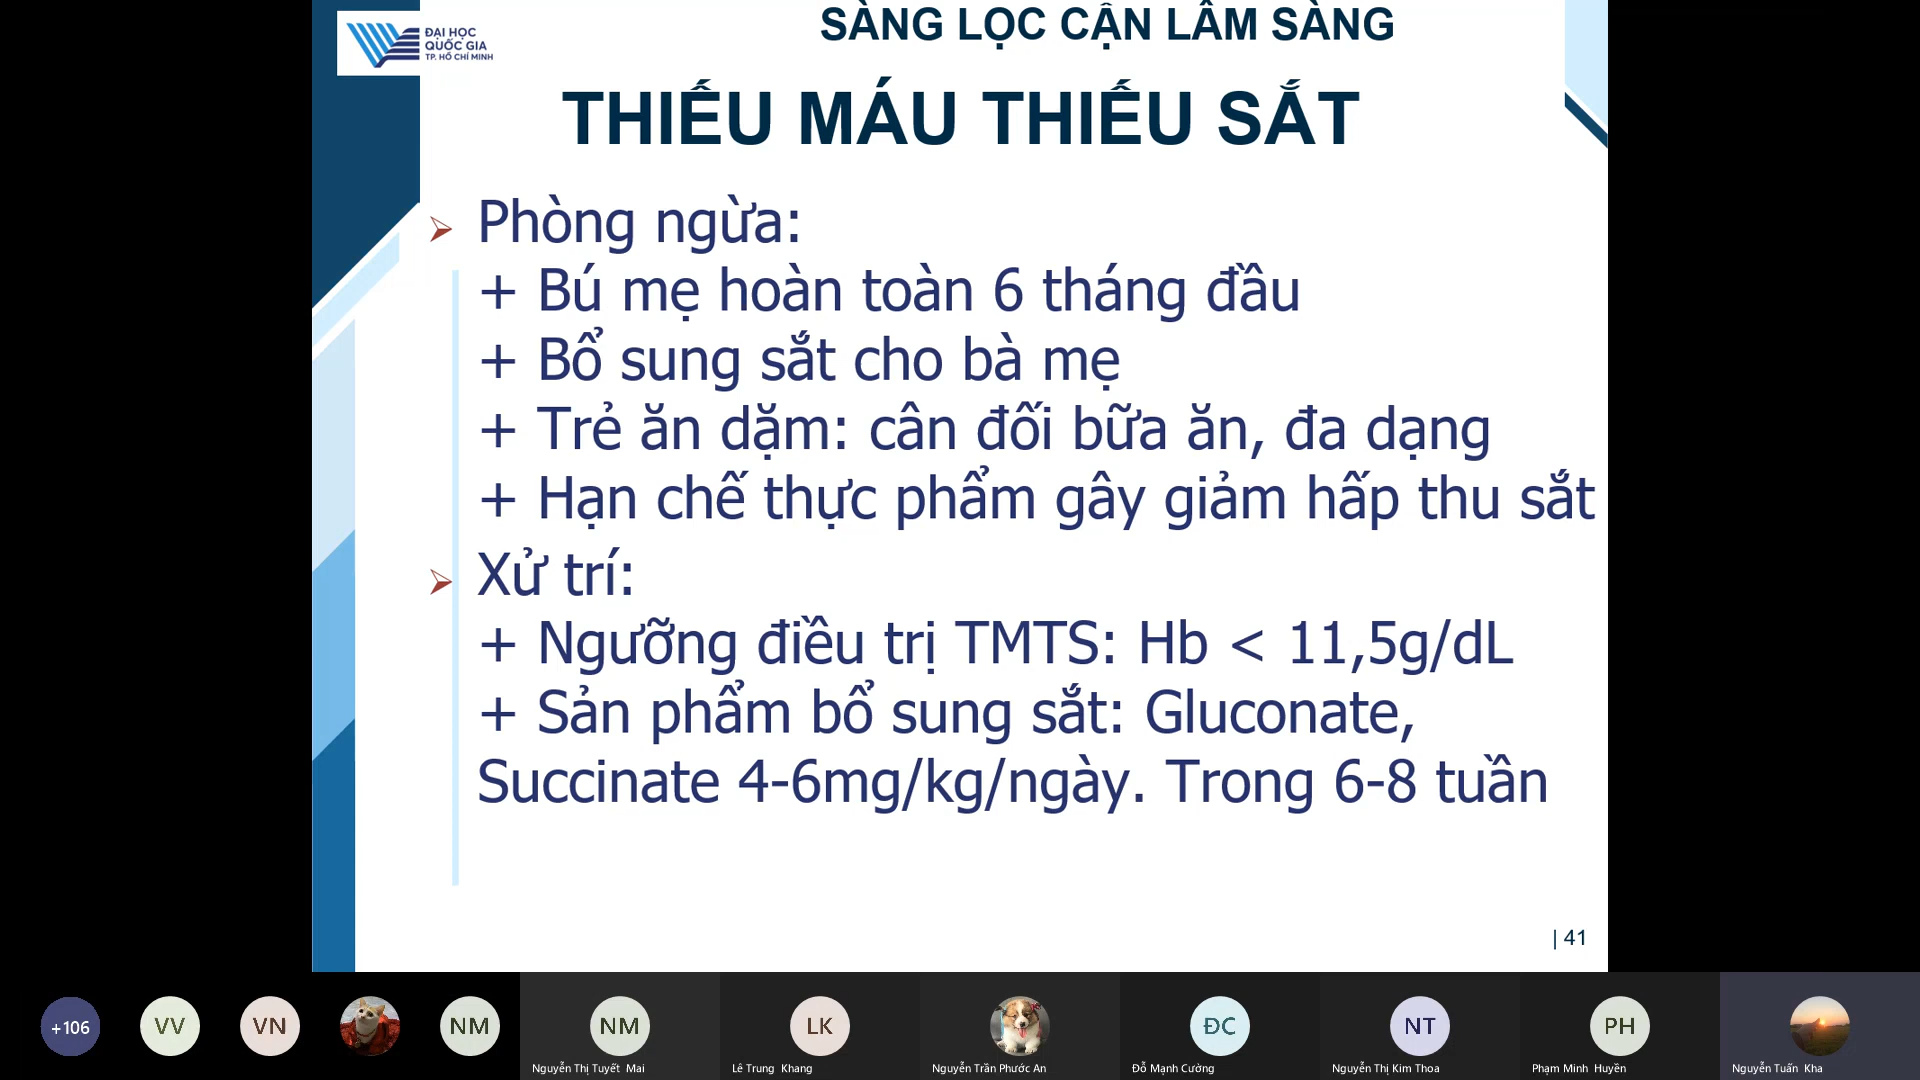 ĐẠI HỌC
QUỐC GIA
TP. HỒ CHÍ MINH
SÀNG LỌC CẬN LÂM SÀNG
THIẾU MÁU THIẾU SẮT
Phòng ngừa:
+ Bú mẹ hoàn toàn 6 tháng đầu
+ Bổ sung sắt cho bà mẹ
+ Trẻ ăn dặm: cân đối bữa ăn, đa dạng
+ Hạn chế thực phẩm gây giảm hấp thu sắt
Xử trí:
+ Ngưỡng điều trị TMTS: Hb < 11,5g/dL
+ Sản phẩm bổ sung sắt: Gluconate,
Succinate 4-6mg/kg/ngày. Trong 6-8 tuần
| 41
+106
VV
VN
NM
NM
LK
ĐC
NT
PH
Nguyễn Thị Tuyết Mai
Lê Trung Khang
Nguyễn Trần Phước An
Đỗ Mạnh Cường
Nguyễn Thị Kim Thoa
Phạm Minh Huyền
Nguyễn Tuấn Kha